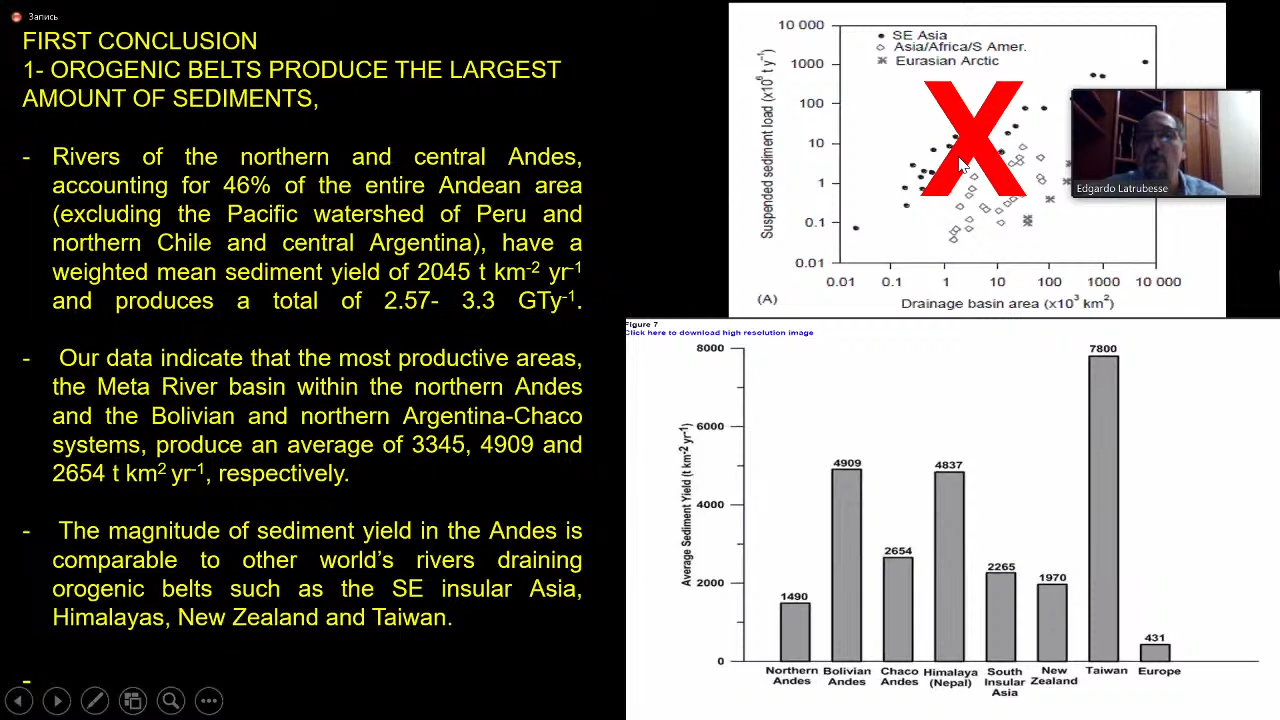 Запись
FIRST CONCLUSION
1- OROGENIC BELTS PRODUCE THE LARGEST
AMOUNT OF SEDIMENTS,
- Rivers of the northern and central Andes,
accounting for 46% of the entire Andean area
(excluding the Pacific watershed of Peru and
northern Chile and central Argentina), have a
weighted mean sediment yield of 2045 t km-2 yr-1
and produces a total of 2.57- 3.3 GTy-1.
- Our data indicate that the most productive areas,
the Meta River basin within the northern Andes
and the Bolivian and northern Argentina-Chaco
systems, produce an average of 3345, 4909 and
2654 t km2 yr-1, respectively.
- The magnitude of sediment yield in the Andes is
comparable to other world's rivers draining
orogenic belts such as the SE insular Asia,
Himalayas, New Zealand and Taiwan.
-
10 000
1000
100
10
1
0.1
0.01
Suspended sediment load (x10⁶ t y⁻¹)
SE Asia
Asia/Africa/S Amer.
Eurasian Arctic
X
Edgardo Latrubesse
0.01 0.1 1 10 100 1000 10 000
(A) Drainage basin area (x10³ km²)
Figure 7
Click here to download high resolution image
8000
6000
4000
2000
0
Average Sediment Yield (t km-2 yr-1)
1490
4909
2654
4837
2265
1970
7800
431
Northern Andes
Bolivian Andes
Chaco Andes
Himalaya (Nepal)
South Insular Asia
New Zealand
Taiwan
Europe